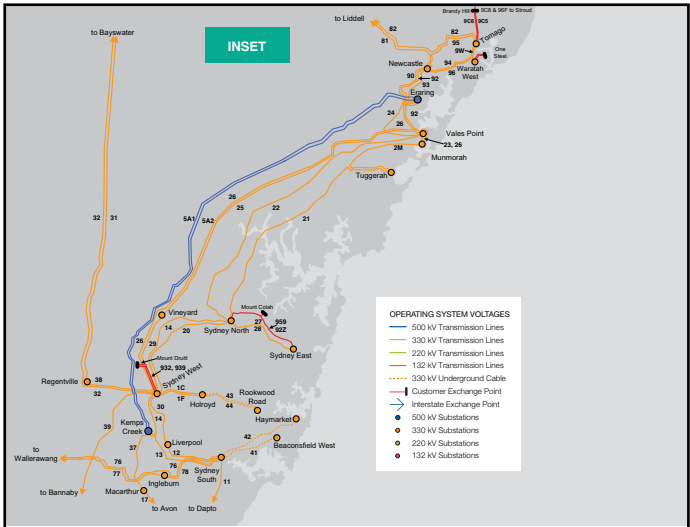 to Liddell
82
81
Brandy Hill
9C8 & 96F to Stroud
9C6
9C5
to Bayswater
INSET
82
95
Tomago
9W
One
Steel
Newcastle
94
96
Waratah
West
90
92
93
Eraring
24
92
26
Vales Point
23, 26
Munmorah
2M
Tuggerah
26
25
22
21
5A1
5A2
32
31
Vineyard
14
20
Sydney North
Mount Colah
27
28
959
92Z
Sydney East
26
29
Mount Druitt
932, 939
Sydney West
Regentville
38
32
1C
1F
Holroyd
43
44
Rookwood
Road
Haymarket
30
14
39
Kemps
Creek
37
Liverpool
13
12
42
41
Beaconsfield West
to
Wallerawang
76
77
76
78
Sydney
South
Ingleburn
11
to Bannaby
Macarthur
17
to Avon
to Dapto
OPERATING SYSTEM VOLTAGES
500 kV Transmission Lines
330 kV Transmission Lines
220 kV Transmission Lines
132 kV Transmission Lines
330 kV Underground Cable
Customer Exchange Point
Interstate Exchange Point
500 kV Substations
330 kV Substations
220 kV Substations
132 kV Substations